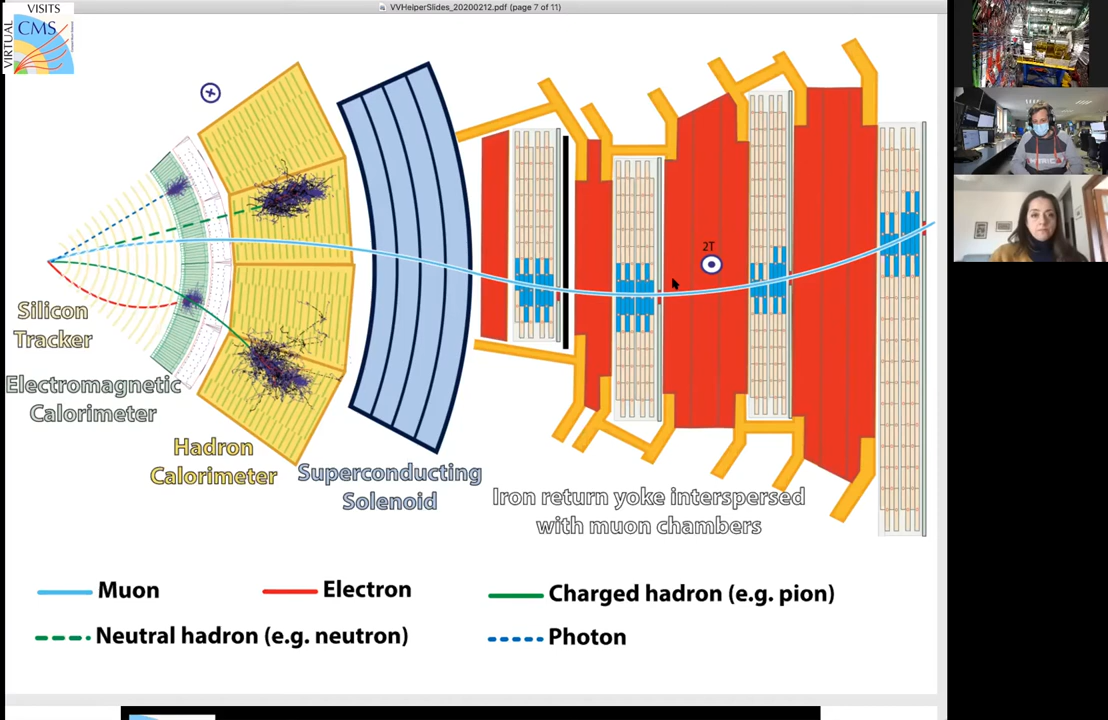 VVHelperSlides_20200212.pdf (page 7 of 11)
VISITS
VIRTUAL
CMS
2T
Silicon
Tracker
Electromagnetic
Calorimeter
Hadron
Calorimeter
Superconducting
Solenoid
Iron return yoke interspersed
with muon chambers
Muon
Electron
Charged hadron (e.g. pion)
Neutral hadron (e.g. neutron)
Photon